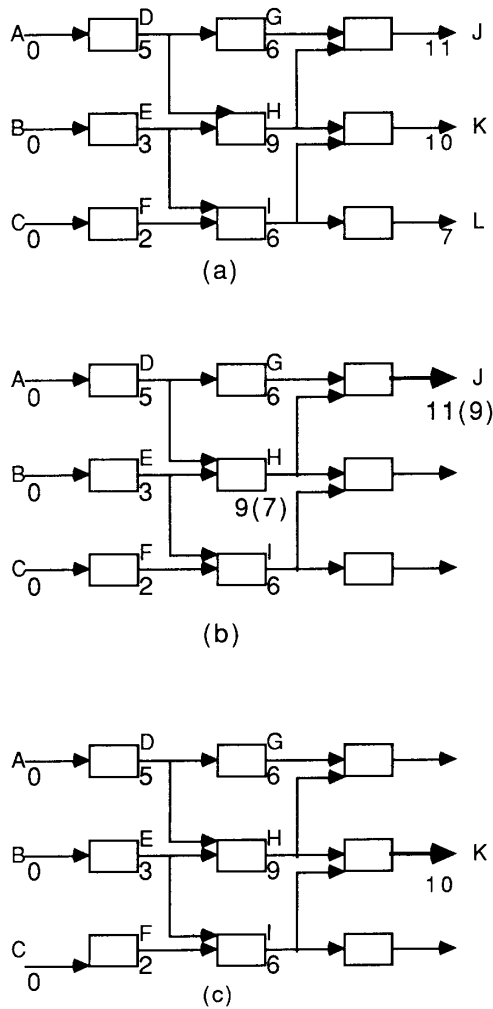 A D G J
0 5 6 11
B E H K
0 3 9 10
C F I L
0 2 6 7
(a)
A D G J
0 5 6 11(9)
B E H
0 3 9(7)
C F I
0 2 6
(b)
A D G
0 5 6
B E H K
0 3 9 10
C F I
0 2 6
(c)